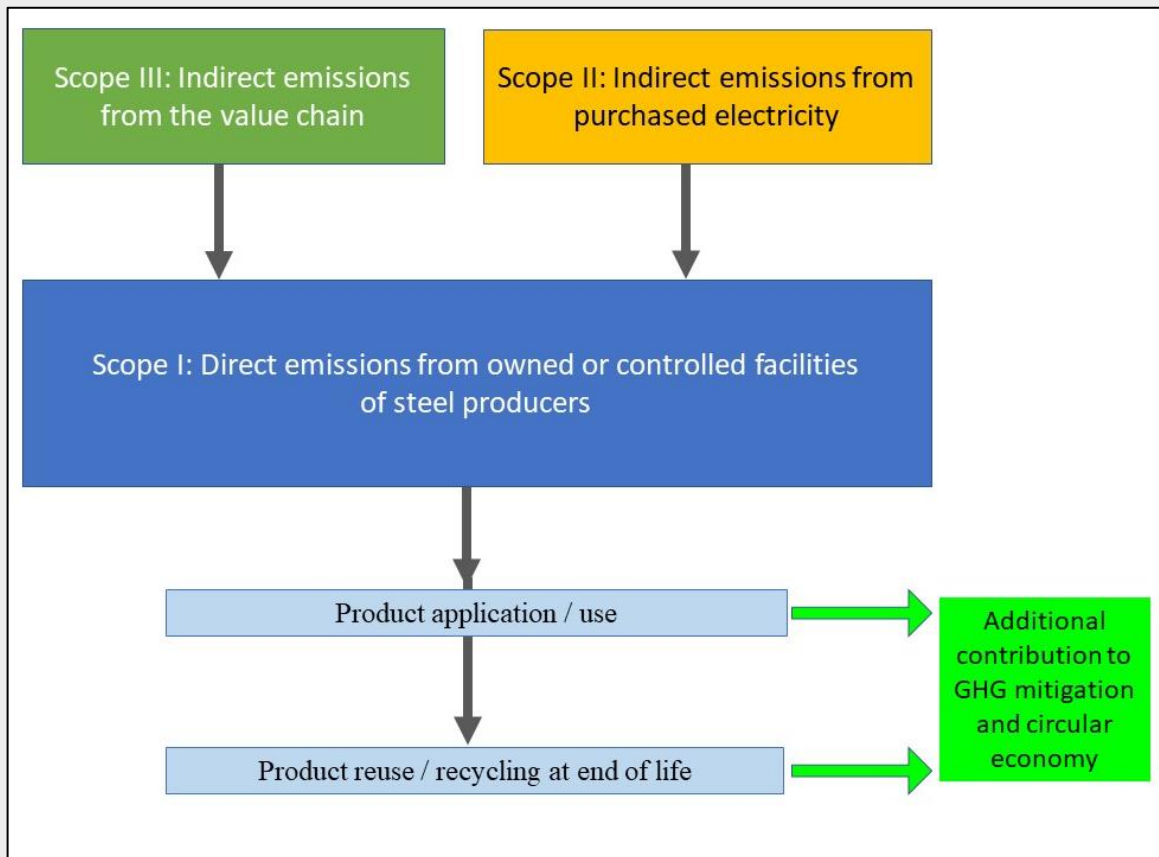 Scope III: Indirect emissions
from the value chain
Scope II: Indirect emissions from
purchased electricity
Scope I: Direct emissions from owned or controlled facilities
of steel producers
Product application / use
Additional
contribution to
GHG mitigation
and circular
economy
Product reuse / recycling at end of life